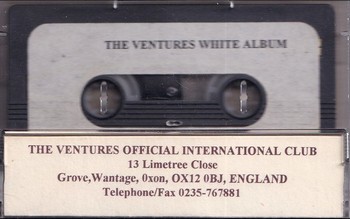 THE VENTURES WHITE ALBUM
THE VENTURES OFFICIAL INTERNATIONAL CLUB
13 Limetree Close
Grove,Wantage, 0xon, OX12 0BJ, ENGLAND
Telephone/Fax 0235-767881